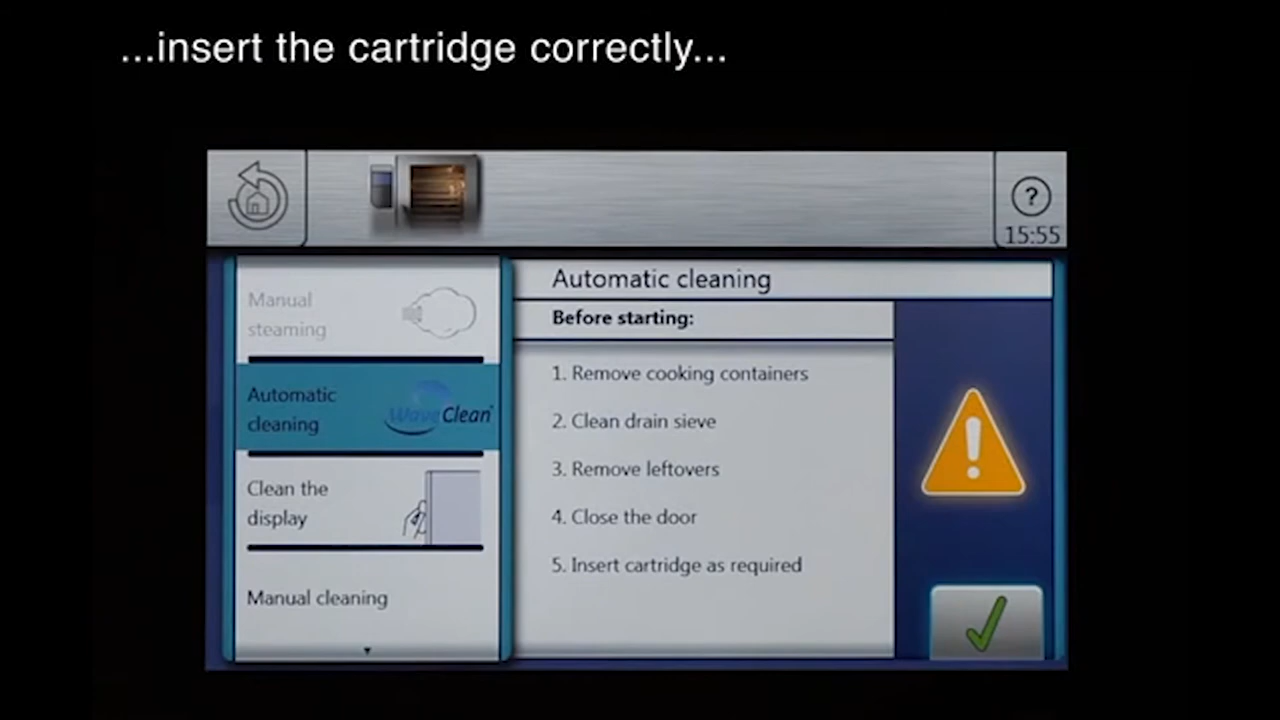 ...insert the cartridge correctly...
?
15:55
Manual
steaming
Automatic
cleaning
WaveClean
Clean the
display
Manual cleaning
Automatic cleaning
Before starting:
1. Remove cooking containers
2. Clean drain sieve
3. Remove leftovers
4. Close the door
5. Insert cartridge as required